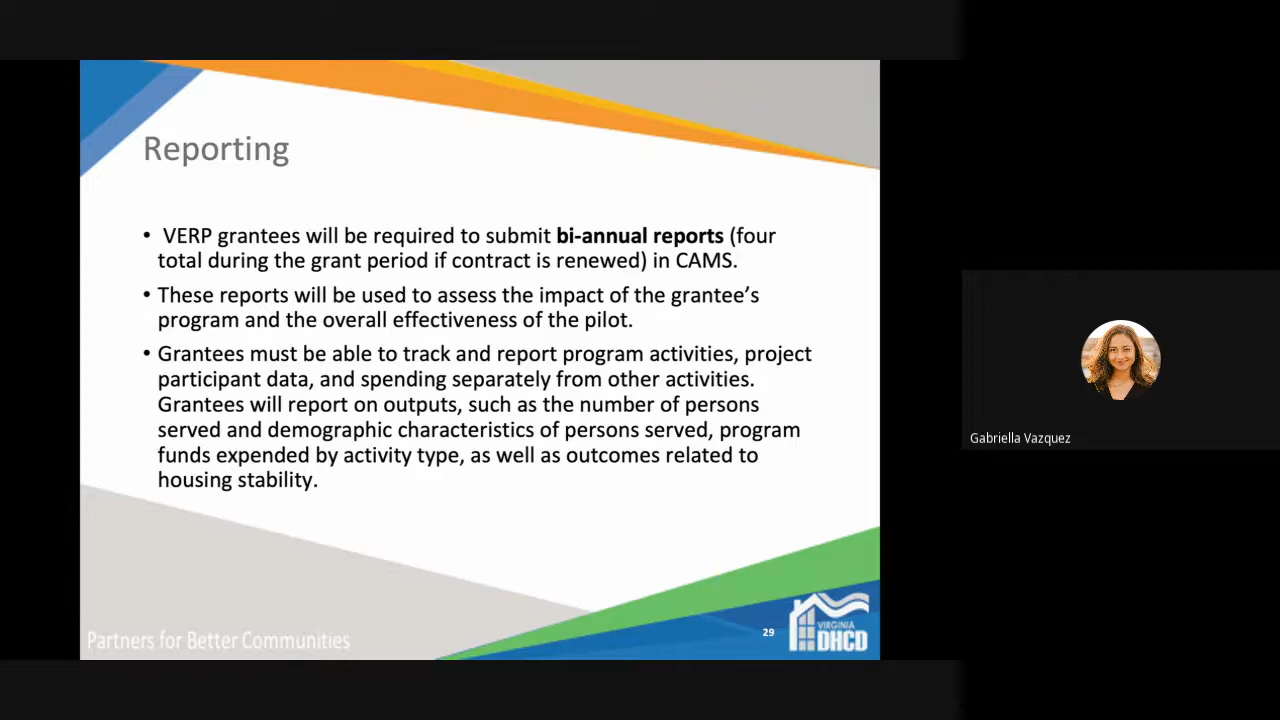 Reporting
• VERP grantees will be required to submit bi-annual reports (four
total during the grant period if contract is renewed) in CAMS.
• These reports will be used to assess the impact of the grantee’s
program and the overall effectiveness of the pilot.
• Grantees must be able to track and report program activities, project
participant data, and spending separately from other activities.
Grantees will report on outputs, such as the number of persons
served and demographic characteristics of persons served, program
funds expended by activity type, as well as outcomes related to
housing stability.
Partners for Better Communities
29
VIRGINIA
DHCD
Gabriella Vazquez